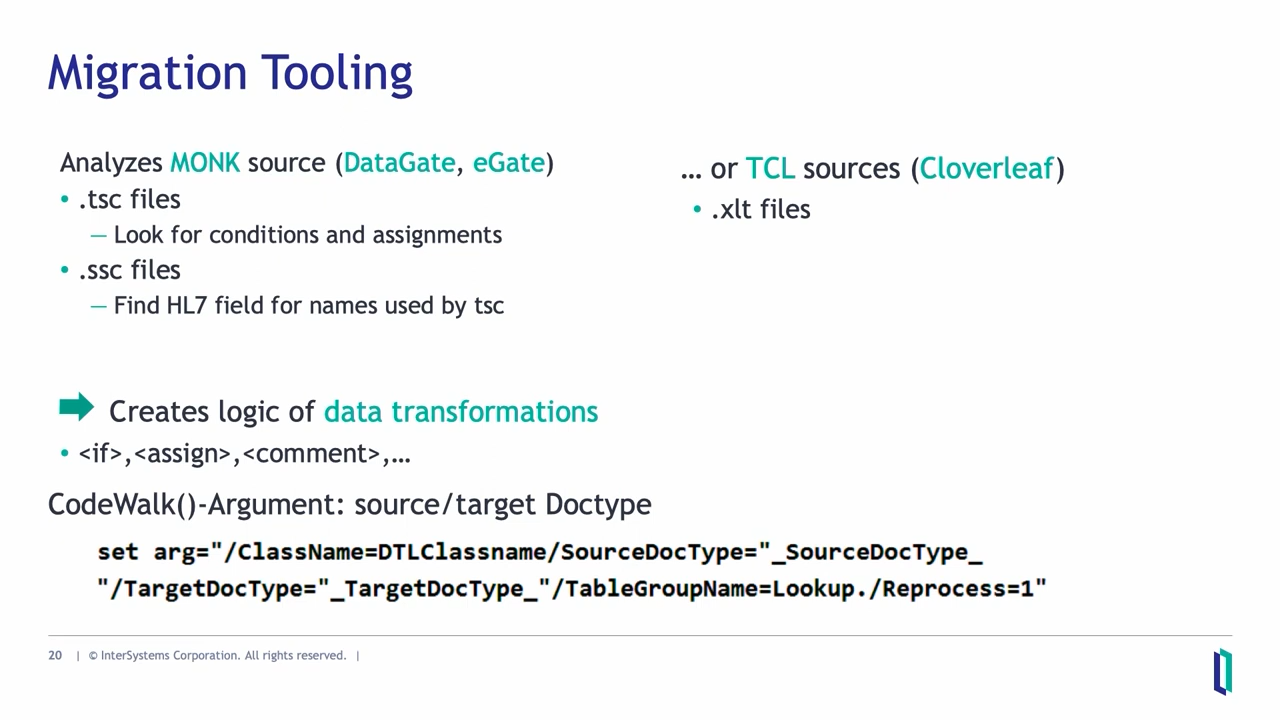 Migration Tooling
Analyzes MONK source (DataGate, eGate)
• .tsc files
— Look for conditions and assignments
• .ssc files
— Find HL7 field for names used by tsc
... or TCL sources (Cloverleaf)
• .xlt files
Creates logic of data transformations
• <if>,<assign>,<comment>,...
CodeWalk()-Argument: source/target Doctype
set arg="/ClassName=DTLClassname/SourceDocType="_SourceDocType_
"/TargetDocType="_TargetDocType_"/TableGroupName=Lookup./Reprocess=1"
20 | © InterSystems Corporation. All rights reserved. |